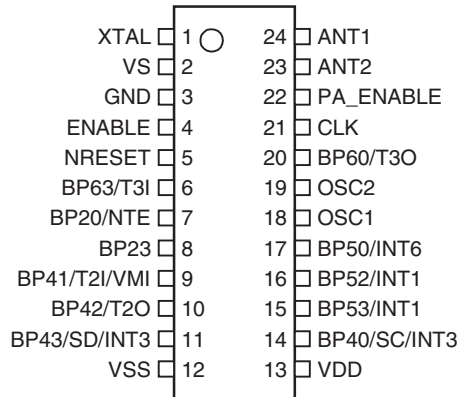 XTAL 1 24 ANT1
VS 2 23 ANT2
GND 3 22 PA_ENABLE
ENABLE 4 21 CLK
NRESET 5 20 BP60/T3O
BP63/T3I 6 19 OSC2
BP20/NTE 7 18 OSC1
BP23 8 17 BP50/INT6
BP41/T2I/VMI 9 16 BP52/INT1
BP42/T2O 10 15 BP53/INT1
BP43/SD/INT3 11 14 BP40/SC/INT3
VSS 12 13 VDD